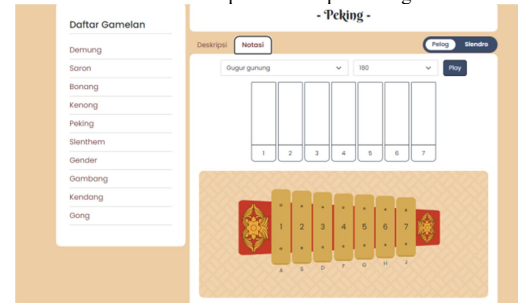 - Peking -
Daftar Gamelan
Demung
Saron
Bonang
Kenong
Peking
Slenthem
Gender
Gambang
Kendang
Gong
Deskripsi Notasi
Pelog Slendro
Gugur gunung 180 Play
1 2 3 4 5 6 7
1 2 3 4 5 6 7
A S D F G H J